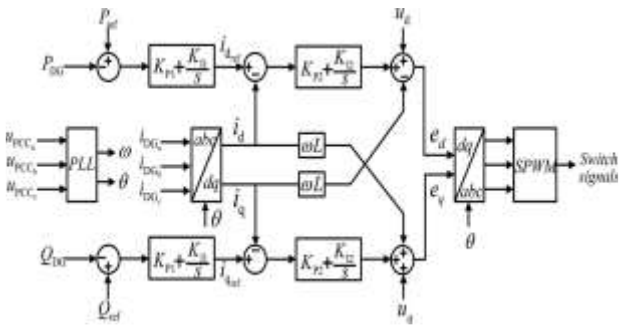 P_ref
u_d
P_DG
K_P1+K_I1/s
i_dref
K_P2+K_I2/s
u_PCCa
u_PCCb
u_PCCc
PLL
ω
θ
i_DGa
i_DGb
i_DGc
abc
dq
θ
i_d
i_q
ωL
ωL
e_d
e_q
dq
abc
θ
SPWM
Switch
signals
Q_DG
K_P1+K_I1/s
i_qref
K_P2+K_I2/s
Q_ref
u_q